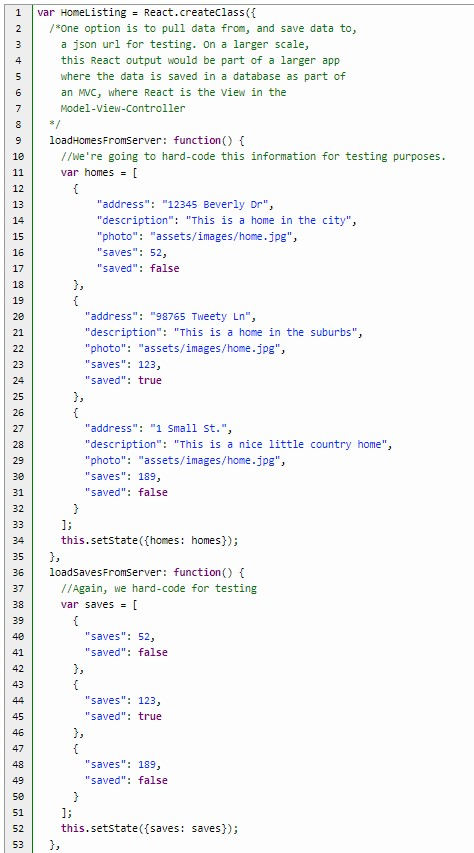 1 var HomeListing = React.createClass({
2   /*One option is to pull data from, and save data to,
3     a json url for testing. On a larger scale,
4     this React output would be part of a larger app
5     where the data is saved in a database as part of
6     an MVC, where React is the View in the
7     Model-View-Controller
8   */
9   loadHomesFromServer: function() {
10     //We're going to hard-code this information for testing purposes.
11     var homes = [
12       {
13           "address": "12345 Beverly Dr",
14           "description": "This is a home in the city",
15           "photo": "assets/images/home.jpg",
16           "saves": 52,
17           "saved": false
18       },
19       {
20         "address": "98765 Tweety Ln",
21         "description": "This is a home in the suburbs",
22         "photo": "assets/images/home.jpg",
23         "saves": 123,
24         "saved": true
25       },
26       {
27         "address": "1 Small St.",
28         "description": "This is a nice little country home",
29         "photo": "assets/images/home.jpg",
30         "saves": 189,
31         "saved": false
32       }
33     ];
34     this.setState({homes: homes});
35   },
36   loadSavesFromServer: function() {
37     //Again, we hard-code for testing
38     var saves = [
39       {
40         "saves": 52,
41         "saved": false
42       },
43       {
44         "saves": 123,
45         "saved": true
46       },
47       {
48         "saves": 189,
49         "saved": false
50       }
51     ];
52     this.setState({saves: saves});
53   },